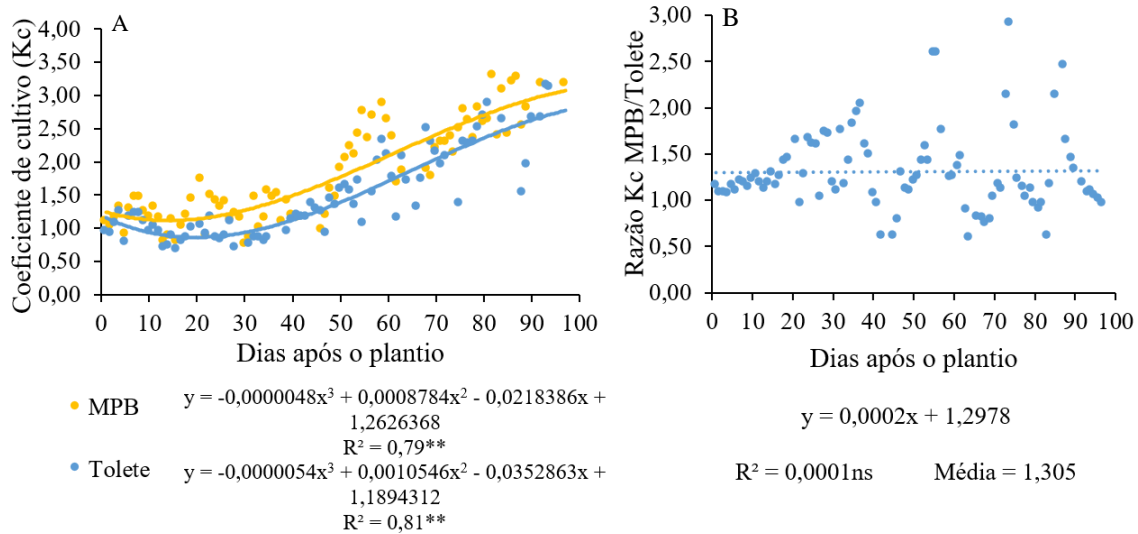 A
Coeficiente de cultivo (Kc)
4,00
3,50
3,00
2,50
2,00
1,50
1,00
0,50
0,00
0 10 20 30 40 50 60 70 80 90 100
Dias após o plantio
MPB
y = -0,0000048x³ + 0,0008784x² - 0,0218386x +
1,2626368
R² = 0,79**
Tolete
y = -0,0000054x³ + 0,0010546x² - 0,0352863x +
1,1894312
R² = 0,81**
B
Razão Kc MPB/Tolete
3,00
2,50
2,00
1,50
1,00
0,50
0,00
0 10 20 30 40 50 60 70 80 90 100
Dias após o plantio
y = 0,0002x + 1,2978
R² = 0,0001ns Média = 1,305